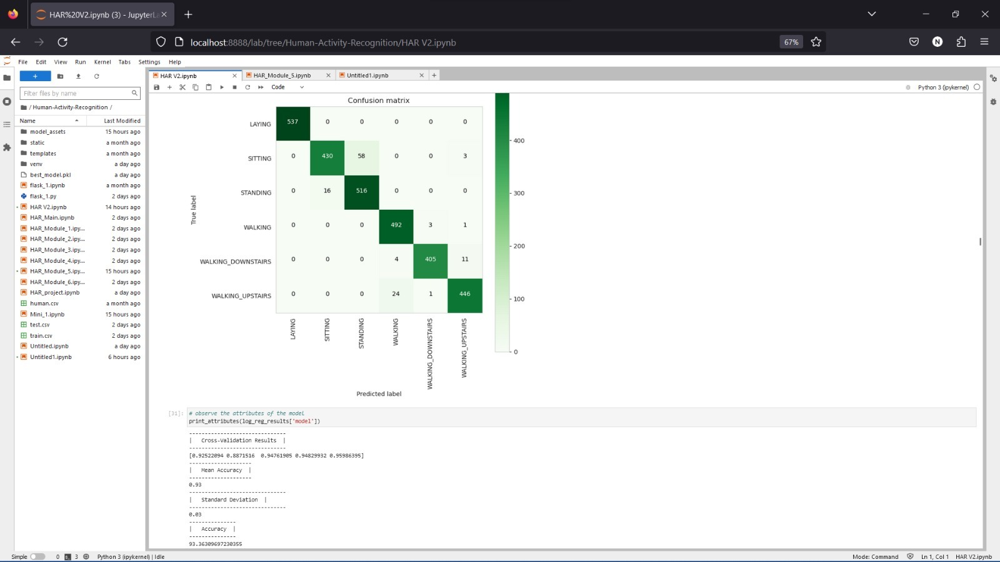 HAR%20V2.ipynb (3) - JupyterLa
localhost:8888/lab/tree/Human-Activity-Recognition/HAR V2.ipynb
67%
N
File Edit View Run Kernel Tabs Settings Help
HAR V2.ipynb
HAR_Module_5.ipynb
Untitled1.ipynb
Code
Python 3 (ipykernel)
Filter files by name
/ Human-Activity-Recognition /
Name Last Modified
model_assets 15 hours ago
static a month ago
templates a month ago
venv a day ago
best_model.pkl a day ago
flask_1.ipynb a month ago
flask_1.py 2 days ago
HAR V2.ipynb 14 hours ago
HAR_Main.ipynb 2 days ago
HAR_Module_1.ipy... 2 days ago
HAR_Module_2.ipy... 2 days ago
HAR_Module_3.ipy... 2 days ago
HAR_Module_4.ipy... 2 days ago
HAR_Module_5.ipy... 15 hours ago
HAR_Module_6.ipy... 2 days ago
HAR_project.ipynb a day ago
human.csv a month ago
Mini_1.ipynb 15 hours ago
test.csv 2 days ago
train.csv 2 days ago
Untitled.ipynb a day ago
Untitled1.ipynb 6 hours ago
Confusion matrix
True label
LAYING 537 0 0 0 0 0
SITTING 0 430 58 0 0 3
STANDING 0 16 516 0 0 0
WALKING 0 0 0 492 3 1
WALKING_DOWNSTAIRS 0 0 0 4 405 11
WALKING_UPSTAIRS 0 0 0 24 1 446
LAYING
SITTING
STANDING
WALKING
WALKING_DOWNSTAIRS
WALKING_UPSTAIRS
Predicted label
400
300
200
100
0
[31]:
# observe the attributes of the model
print_attributes(log_reg_results['model'])
-------------------------------
| Cross-Validation Results |
-------------------------------
[0.92522094 0.8871516 0.94761905 0.94829932 0.95986395]
--------------------
| Mean Accuracy |
--------------------
0.93
-------------------------------
| Standard Deviation |
-------------------------------
0.03
---------------
| Accuracy |
---------------
93.36309697230355
Simple 0 3 Python 3 (ipykernel) | Idle
Mode: Command Ln 1, Col 1 HAR V2.ipynb